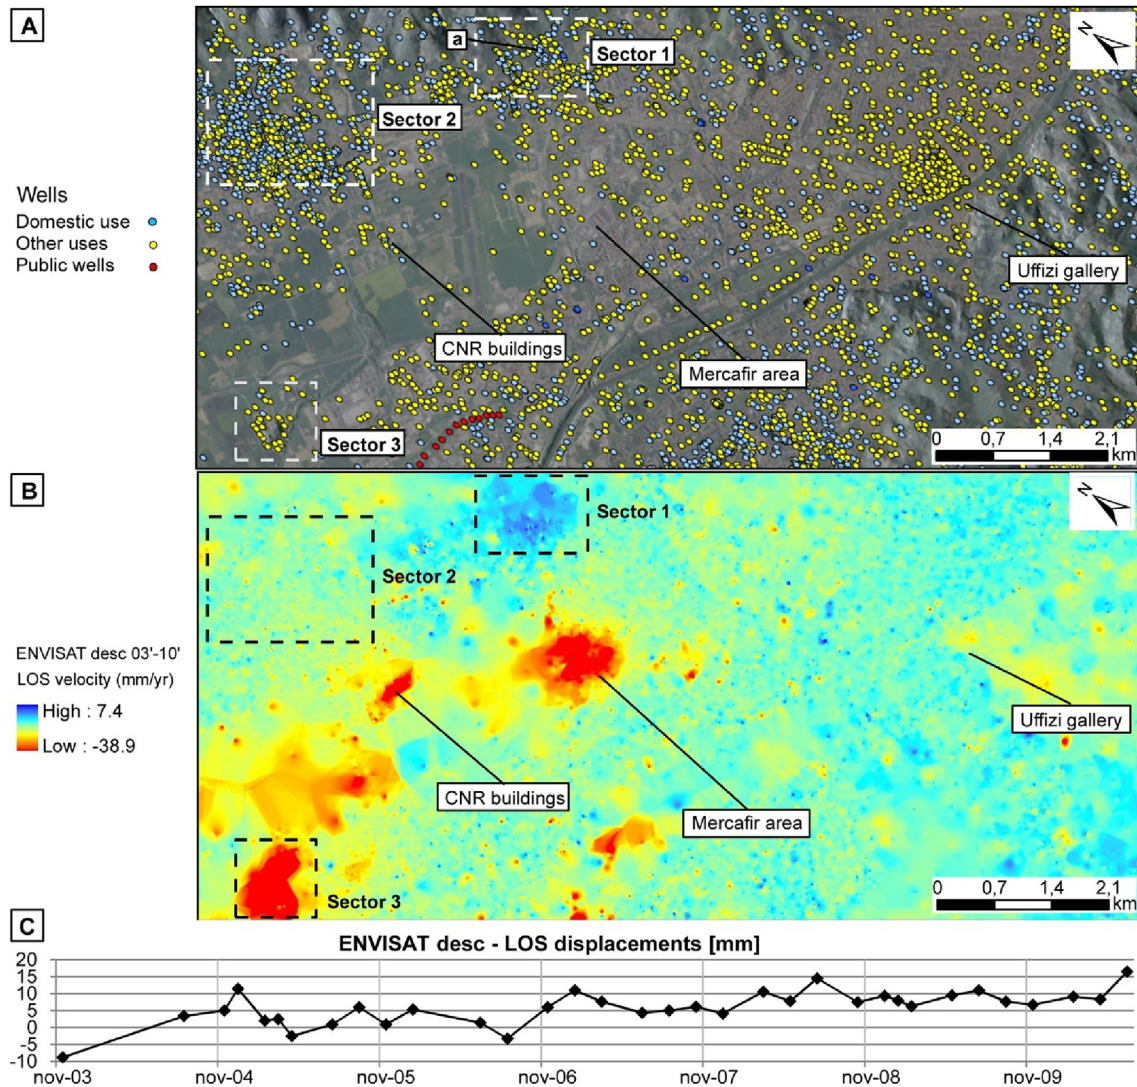 A
N
a
Sector 1
Sector 2
Wells
Domestic use
Other uses
Public wells
Uffizi gallery
CNR buildings
Mercafir area
Sector 3
0 0,7 1,4 2,1
km
B
N
Sector 1
Sector 2
ENVISAT desc 03'-10'
LOS velocity (mm/yr)
High : 7.4
Low : -38.9
Uffizi gallery
CNR buildings
Mercafir area
Sector 3
0 0,7 1,4 2,1
km
C
ENVISAT desc - LOS displacements [mm]
20
15
10
5
0
-5
-10
nov-03 nov-04 nov-05 nov-06 nov-07 nov-08 nov-09